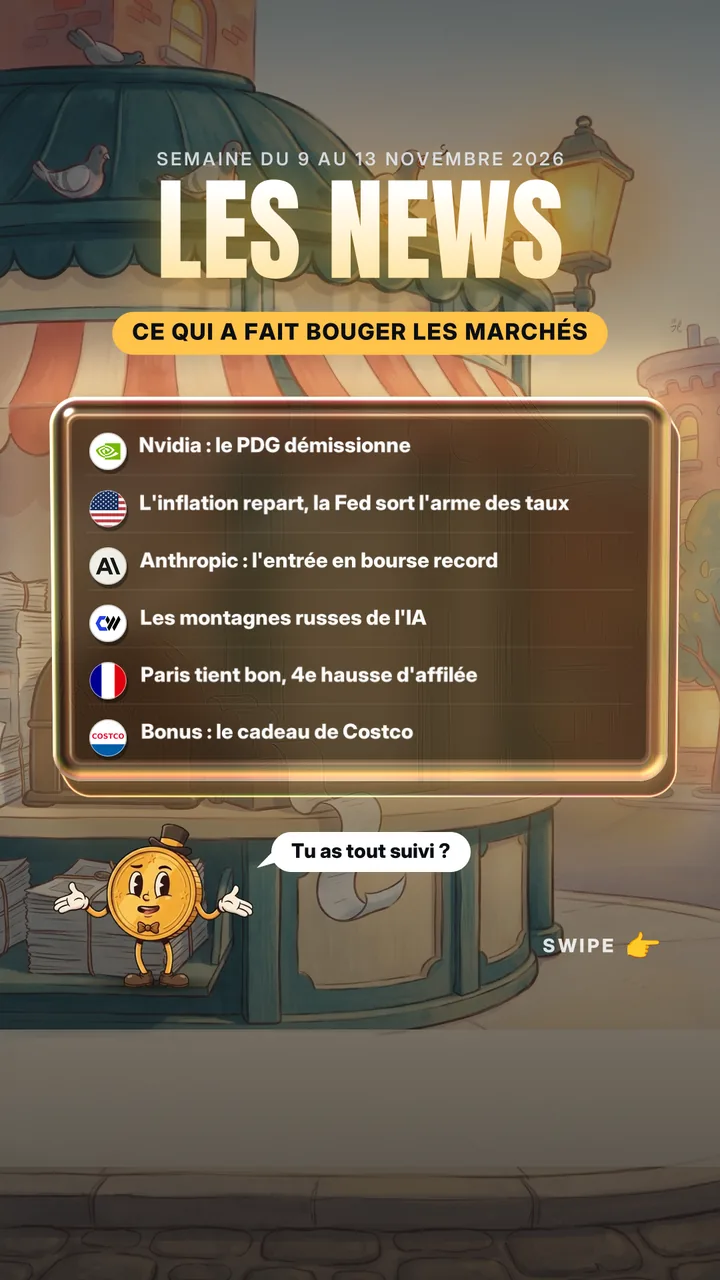 SEMAINE DU 9 AU 13 NOVEMBRE 2026
LES NEWS
CE QUI A FAIT BOUGER LES MARCHÉS
Nvidia : le PDG démissionne
L'inflation repart, la Fed sort l'arme des taux
Anthropic : l'entrée en bourse record
Les montagnes russes de l'IA
Paris tient bon, 4e hausse d'affilée
COSTCO
Bonus : le cadeau de Costco
Tu as tout suivi ?
SWIPE